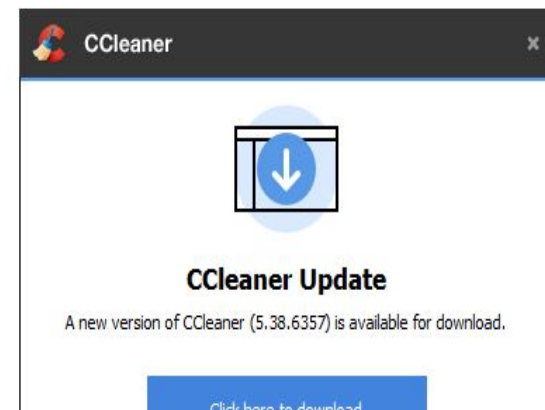 CCleaner
CCleaner Update
A new version of CCleaner (5.38.6357) is available for download.
Click here to download